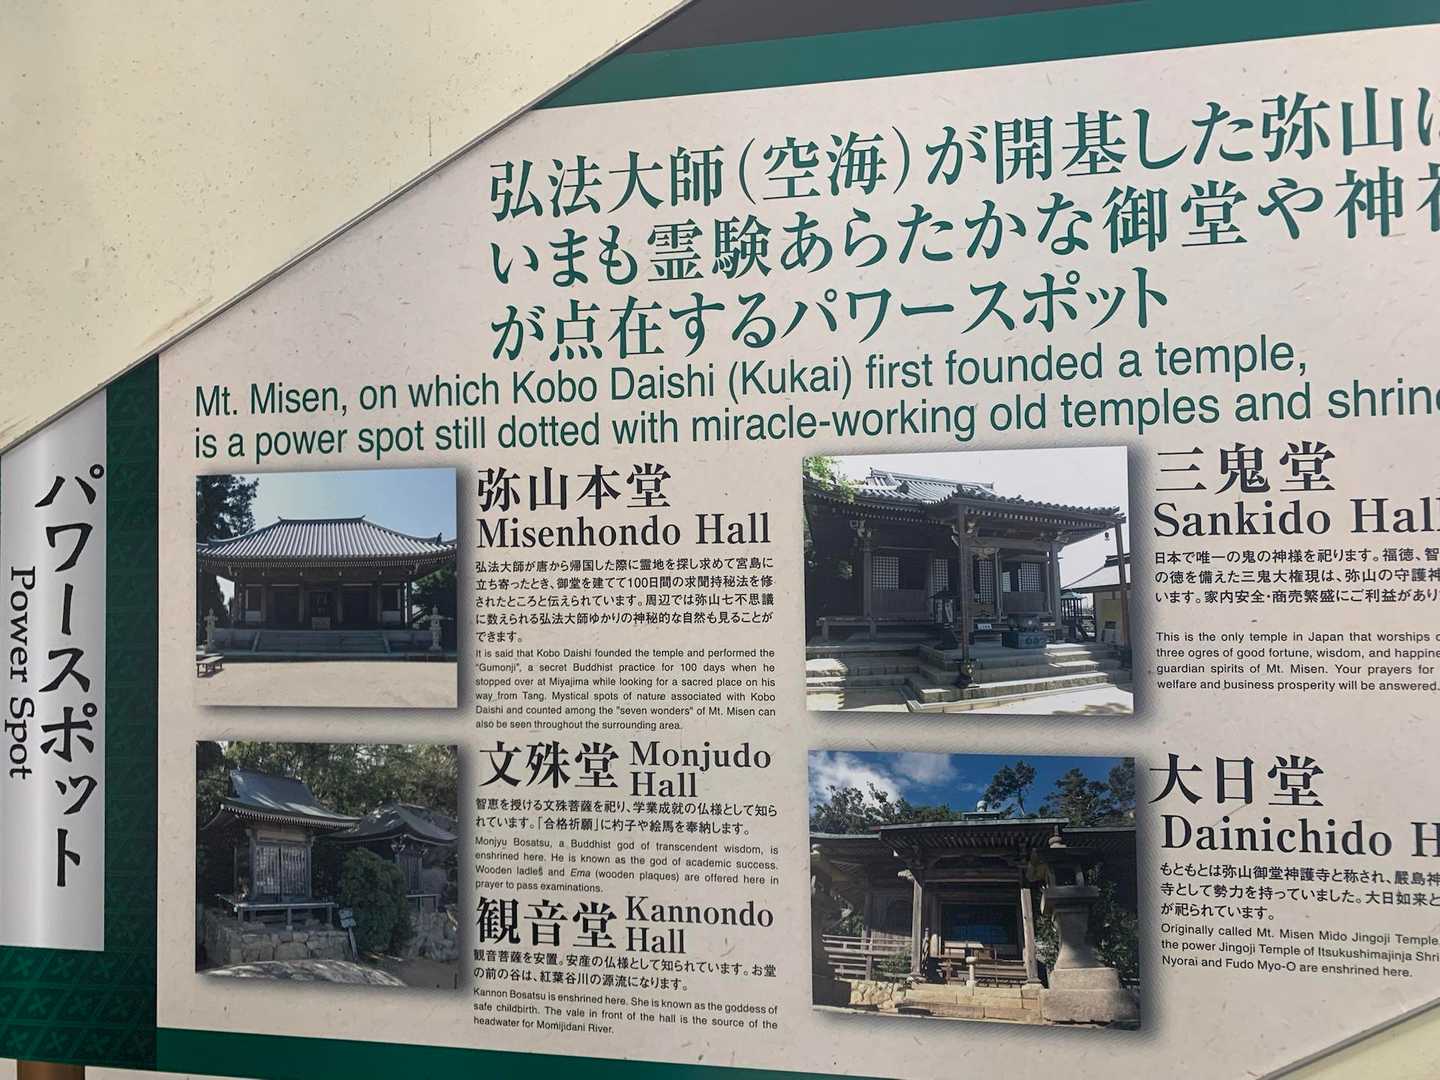 パワースポット
Power Spot
弘法大師(空海)が開基した弥山
いまも霊験あらたかな御堂や神
が点在するパワースポット
Mt. Misen, on which Kobo Daishi (Kukai) first founded a temple,
is a power spot still dotted with miracle-working old temples and
弥山本堂
Misenhondo Hall
弘法大師が唐から帰国した際に霊地を探し求めて宮島に
立ち寄ったとき、御堂を建てて100日間の求聞持秘法を修
されたところと伝えられています。周辺では弥山七不思議
に数えられる弘法大師ゆかりの神秘的な自然も見ることが
できます。
It is said that Kobo Daishi founded the temple and performed the
"Gumonji", a secret Buddhist practice for 100 days when he
stopped over at Miyajima while looking for a sacred place on his
way from Tang. Mystical spots of nature associated with Kobo
Daishi and counted among the "seven wonders" of Mt. Misen can
also be seen throughout the surrounding area.
文殊堂 Monjudo
Hall
智恵を授ける文殊菩薩を祀り、学業成就の仏様として知ら
れています。「合格祈願」に杓子や絵馬を奉納します。
Monjyu Bosatsu, a Buddhist god of transcendent wisdom, is
enshrined here. He is known as the god of academic success.
Wooden ladles and Ema (wooden plaques) are offered here in
prayer to pass examinations.
観音堂 Kannondo
Hall
観音菩薩を安置。安産の仏様として知られています。お堂
の前の谷は、紅葉谷川の源流になります。
Kannon Bosatsu is enshrined here. She is known as the goddess of
safe childbirth. The vale in front of the hall is the source of the
headwater for Momijidani River.
三鬼堂
Sankido Hall
日本で唯一の鬼の神様を祀ります。福徳、智
の徳を備えた三鬼大権現は、弥山の守護神
います。家内安全・商売繁盛にご利益があり
This is the only temple in Japan that worships
three ogres of good fortune, wisdom, and
guardian spirits of Mt. Misen. Your prayers for
welfare and business prosperity will be answered.
大日堂
Dainichido
もともとは弥山御堂神護寺と称され、嚴島神
寺として勢力を持っていました。大日如来と
が祀られています。
Originally called Mt. Misen Mido Jingoji Temple
the power Jingoji Temple of Itsukushimajinja
Nyorai and Fudo Myo-O are enshrined here.